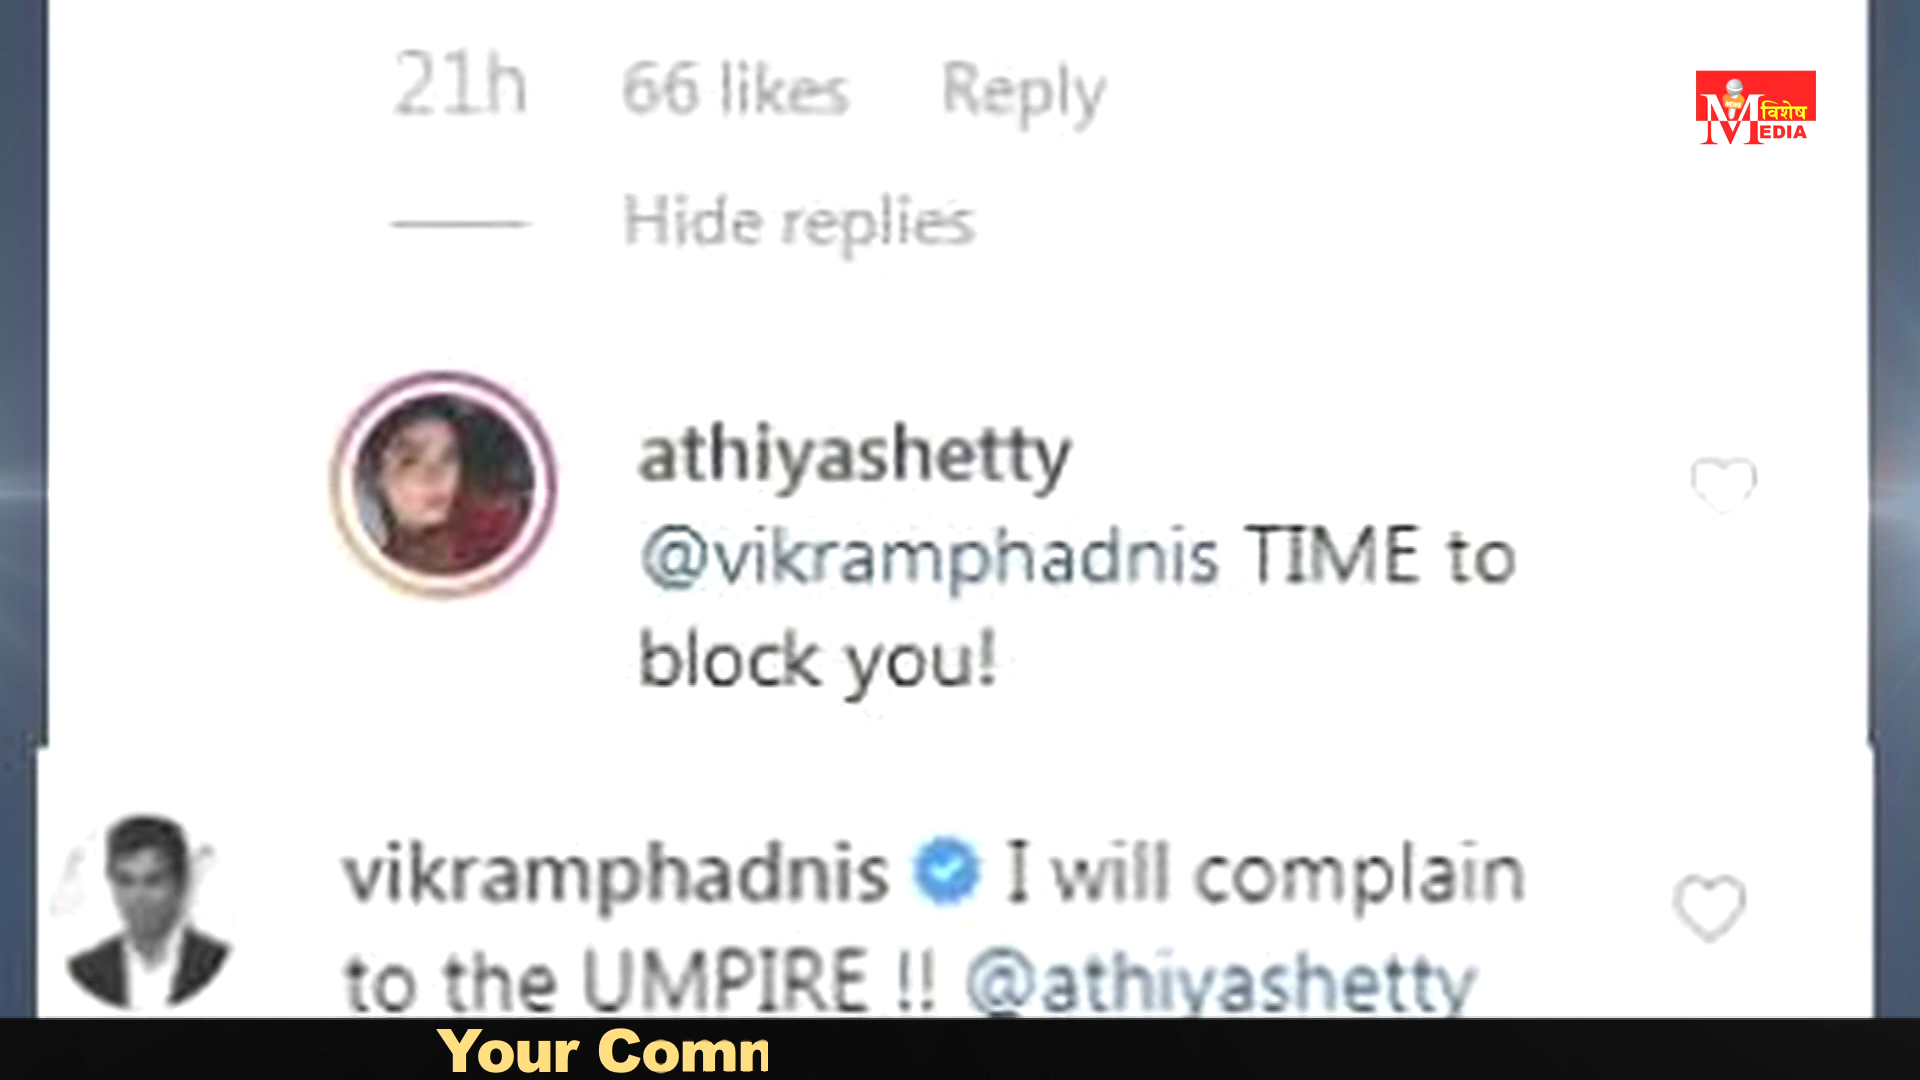 21h 66 likes Reply
Hide replies
विशेष
MEDIA
athiyashetty
@vikramphadnis TIME to
block you!
vikramphadnis I will complain
to the UMPIRE !! @athiyashetty
Your Comm